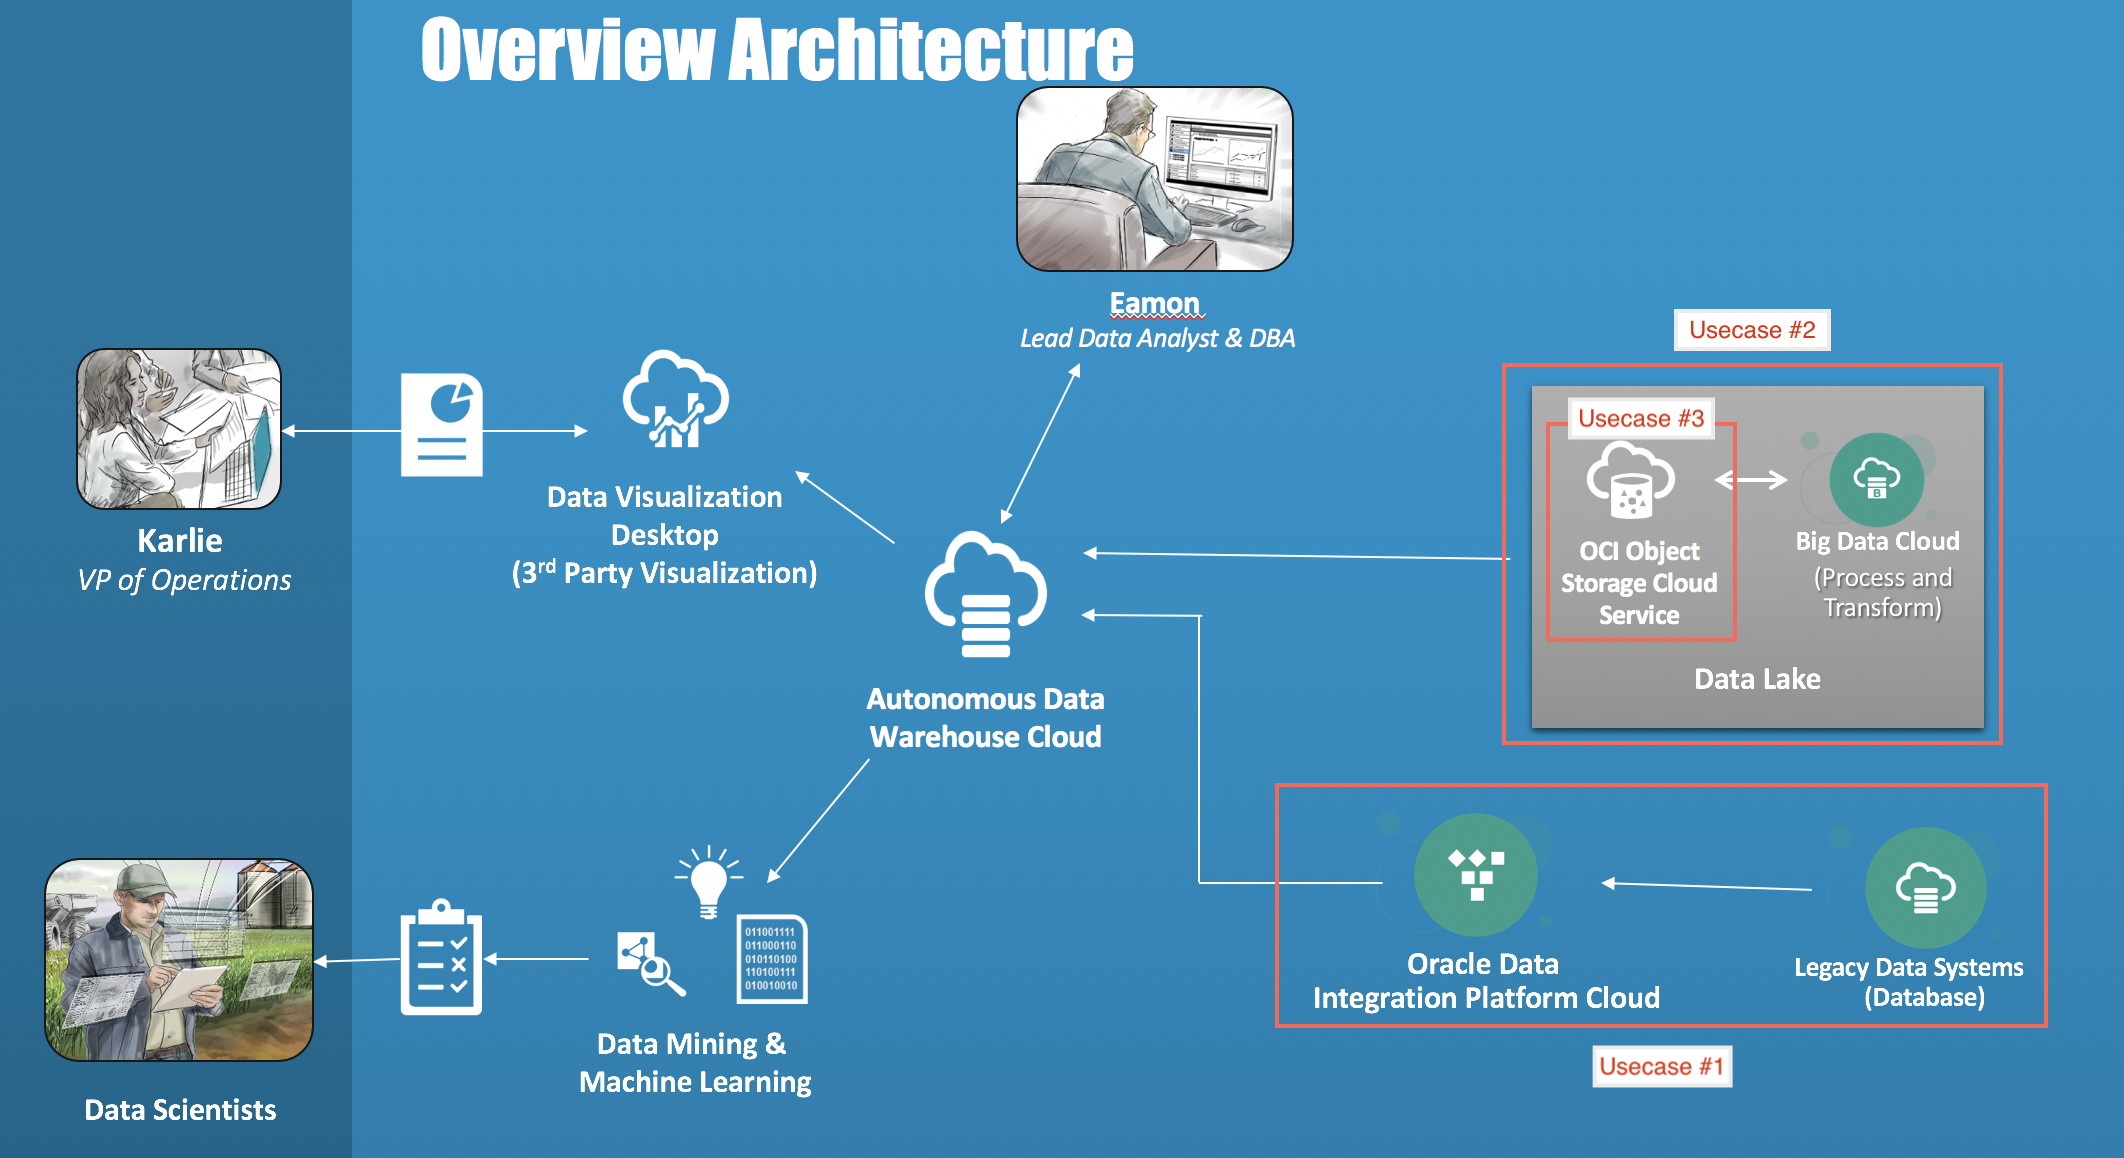 Overview Architecture
Eamon
Lead Data Analyst & DBA
Usecase #2
Usecase #3
OCI Object
Storage Cloud
Service
Big Data Cloud
(Process and
Transform)
Data Lake
Karlie
VP of Operations
Data Visualization
Desktop
(3rd Party Visualization)
Autonomous Data
Warehouse Cloud
B
Oracle Data
Integration Platform Cloud
Legacy Data Systems
(Database)
Usecase #1
011001111
011000110
010110100
110100111
010010010
Data Mining &
Machine Learning
Data Scientists